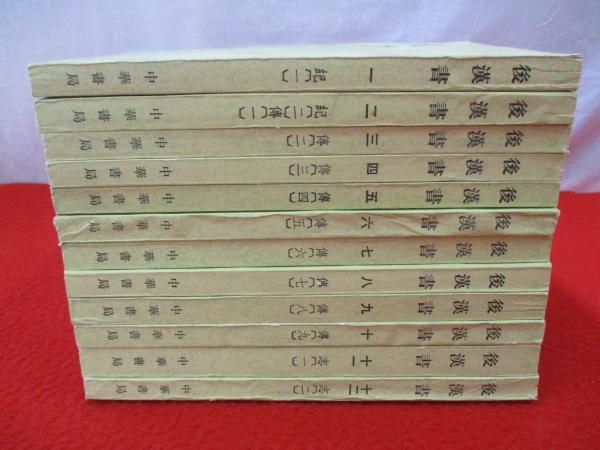 後漢書 一 紀〔一〕 中華書局
後漢書 二 紀〔二〕傳〔一〕 中華書局
後漢書 三 傳〔二〕 中華書局
後漢書 四 傳〔三〕 中華書局
後漢書 五 傳〔四〕 中華書局
後漢書 六 傳〔五〕 中華書局
後漢書 七 傳〔六〕 中華書局
後漢書 八 傳〔七〕 中華書局
後漢書 九 傳〔八〕 中華書局
後漢書 十 傳〔九〕 中華書局
後漢書 十一 志〔一〕 中華書局
後漢書 十二 志〔二〕 中華書局